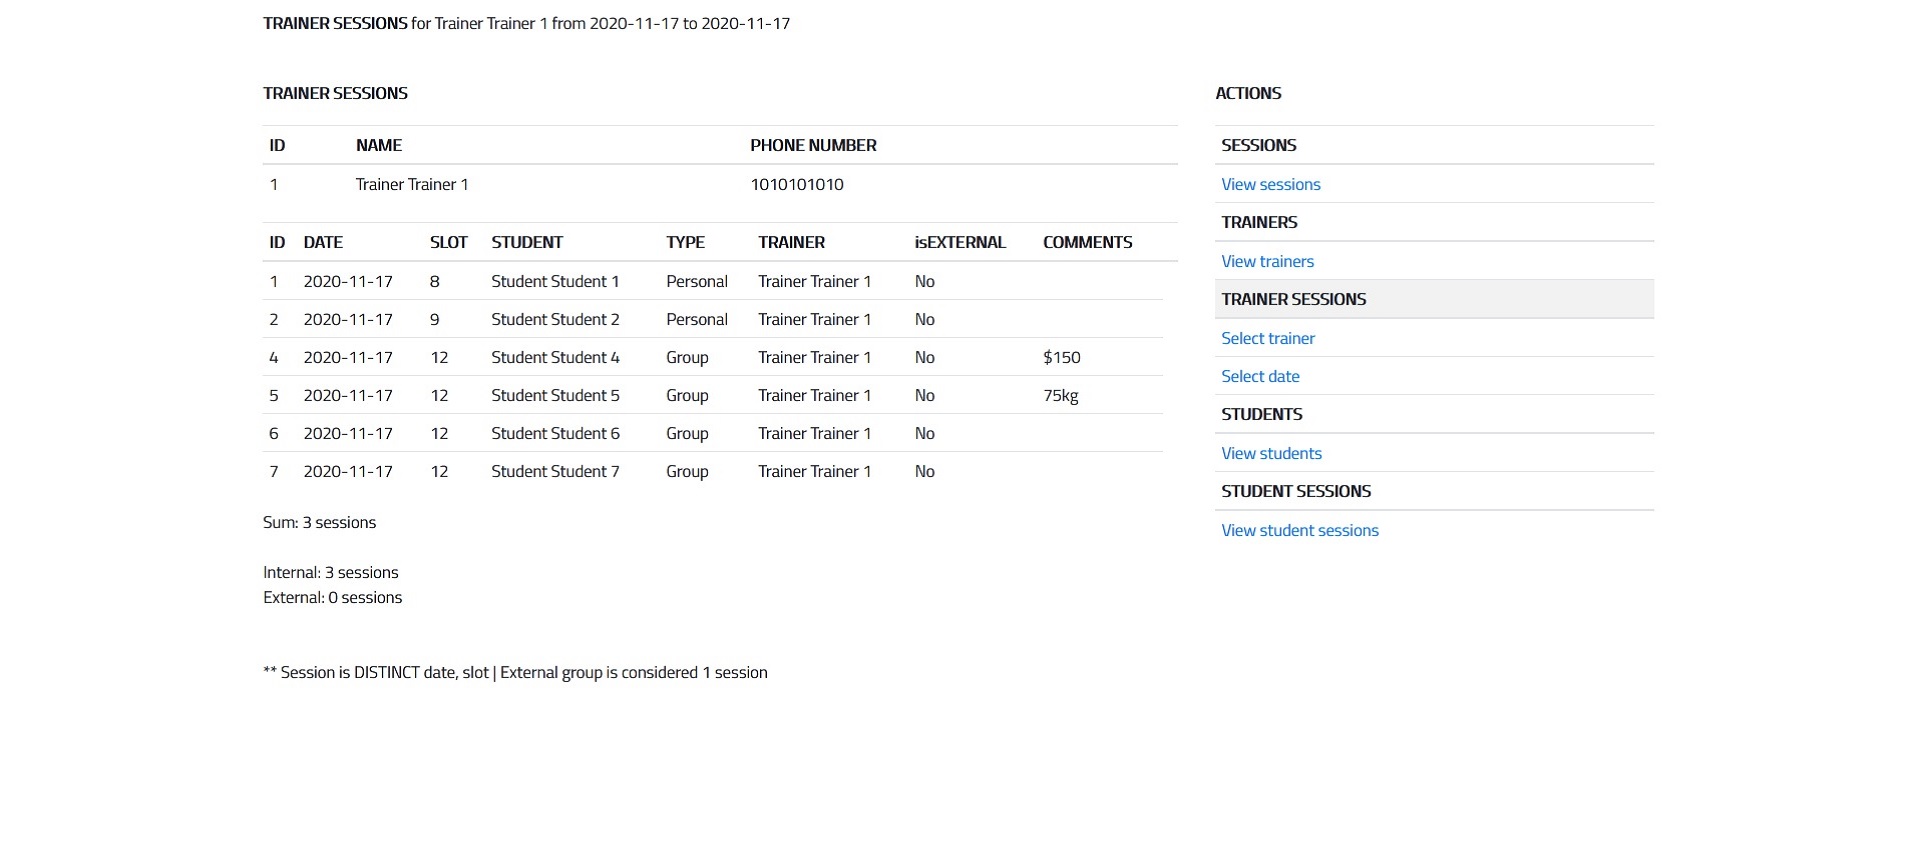 TRAINER SESSIONS for Trainer Trainer 1 from 2020-11-17 to 2020-11-17
TRAINER SESSIONS
ID NAME PHONE NUMBER
1 Trainer Trainer 1 1010101010
ID DATE SLOT STUDENT TYPE TRAINER isEXTERNAL COMMENTS
1 2020-11-17 8 Student Student 1 Personal Trainer Trainer 1 No
2 2020-11-17 9 Student Student 2 Personal Trainer Trainer 1 No
4 2020-11-17 12 Student Student 4 Group Trainer Trainer 1 No $150
5 2020-11-17 12 Student Student 5 Group Trainer Trainer 1 No 75kg
6 2020-11-17 12 Student Student 6 Group Trainer Trainer 1 No
7 2020-11-17 12 Student Student 7 Group Trainer Trainer 1 No
Sum: 3 sessions
Internal: 3 sessions
External: 0 sessions
** Session is DISTINCT date, slot | External group is considered 1 session
ACTIONS
SESSIONS
View sessions
TRAINERS
View trainers
TRAINER SESSIONS
Select trainer
Select date
STUDENTS
View students
STUDENT SESSIONS
View student sessions